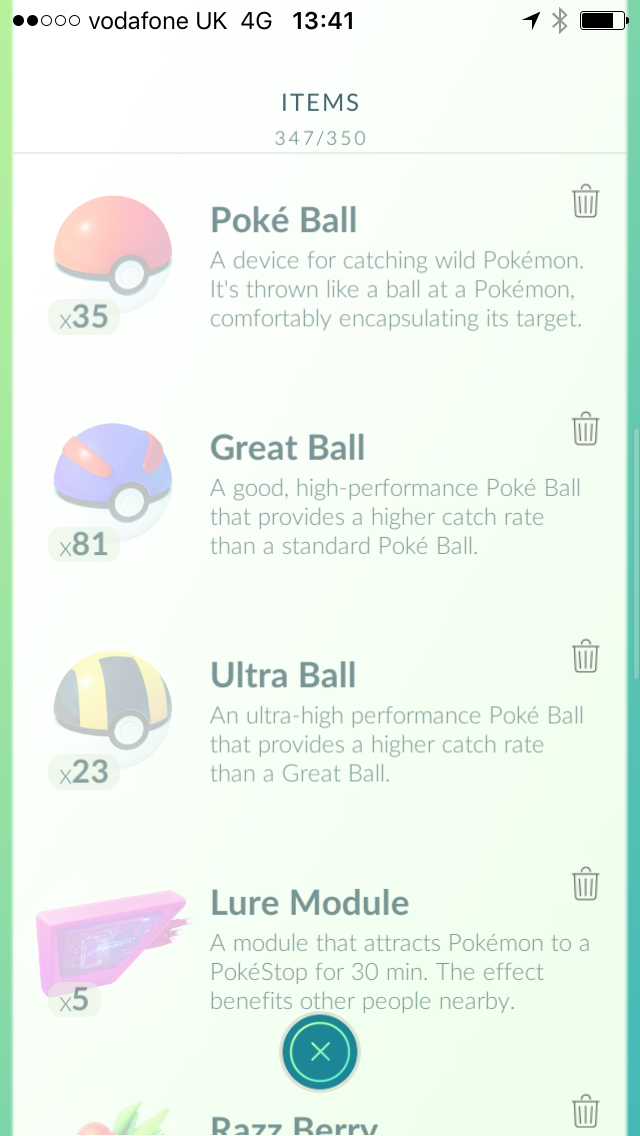 vodafone UK 4G 13:41
ITEMS
347/350
Poké Ball
A device for catching wild Pokémon.
It's thrown like a ball at a Pokémon,
comfortably encapsulating its target.
x35
Great Ball
A good, high-performance Poké Ball
that provides a higher catch rate
than a standard Poké Ball.
x81
Ultra Ball
An ultra-high performance Poké Ball
that provides a higher catch rate
than a Great Ball.
x23
Lure Module
A module that attracts Pokémon to a
PokéStop for 30 min. The effect
benefits other people nearby.
x5
Razz Berry